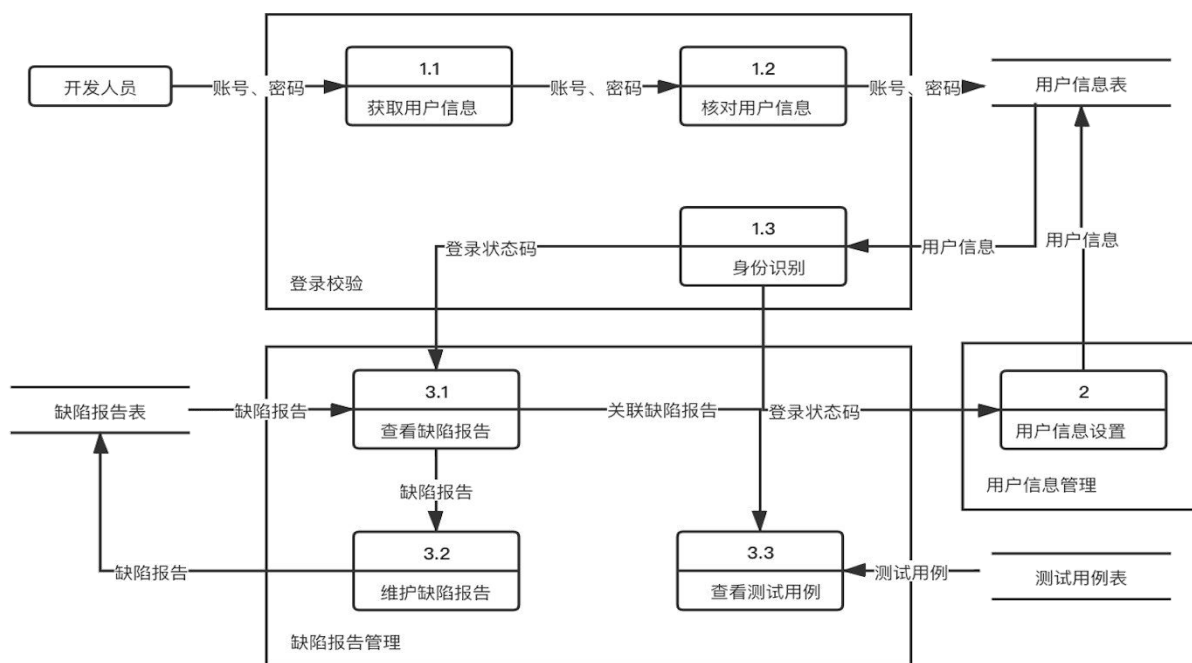 1.1
1.2
开发人员
账号、密码
账号、密码
账号、密码
用户信息表
获取用户信息
核对用户信息
1.3
登录状态码
用户信息
用户信息
身份识别
登录校验
3.1
2
缺陷报告表
缺陷报告
关联缺陷报告
登录状态码
查看缺陷报告
用户信息设置
缺陷报告
用户信息管理
3.2
3.3
缺陷报告
测试用例
测试用例表
维护缺陷报告
查看测试用例
缺陷报告管理